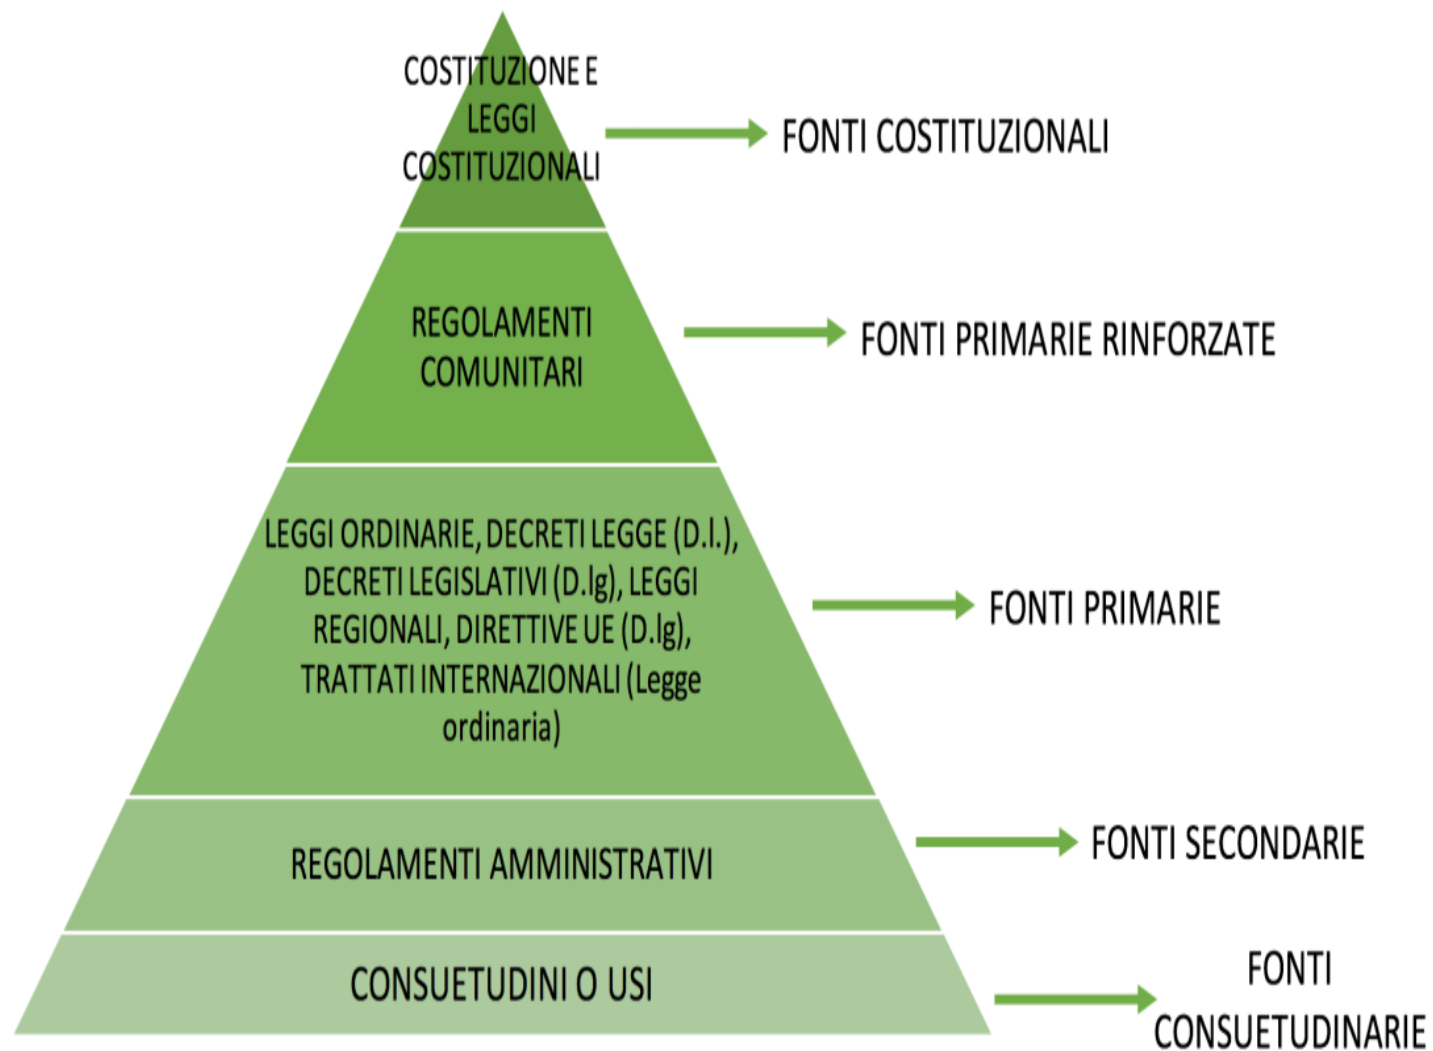 COSTITUZIONE E
LEGGI
COSTITUZIONALI
FONTI COSTITUZIONALI
REGOLAMENTI
COMUNITARI
FONTI PRIMARIE RINFORZATE
LEGGI ORDINARIE, DECRETI LEGGE (D.l.),
DECRETI LEGISLATIVI (D.lg), LEGGI
REGIONALI, DIRETTIVE UE (D.lg),
TRATTATI INTERNAZIONALI (Legge
ordinaria)
FONTI PRIMARIE
REGOLAMENTI AMMINISTRATIVI
FONTI SECONDARIE
CONSUETUDINI O USI
FONTI
CONSUETUDINARIE